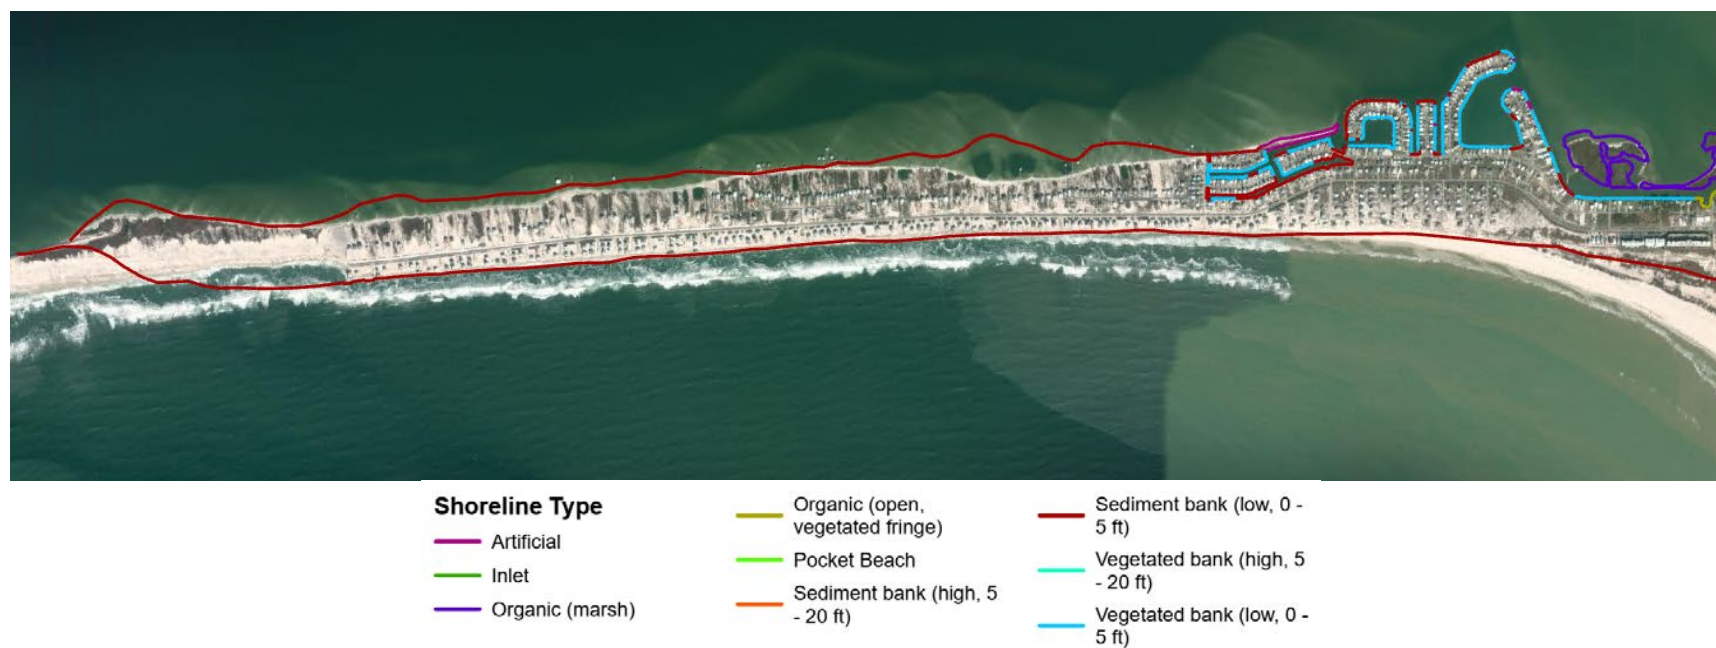 Shoreline Type
Artificial
Inlet
Organic (marsh)
Organic (open,
vegetated fringe)
Pocket Beach
Sediment bank (high, 5
- 20 ft)
Sediment bank (low, 0 -
5 ft)
Vegetated bank (high, 5
- 20 ft)
Vegetated bank (low, 0 -
5 ft)